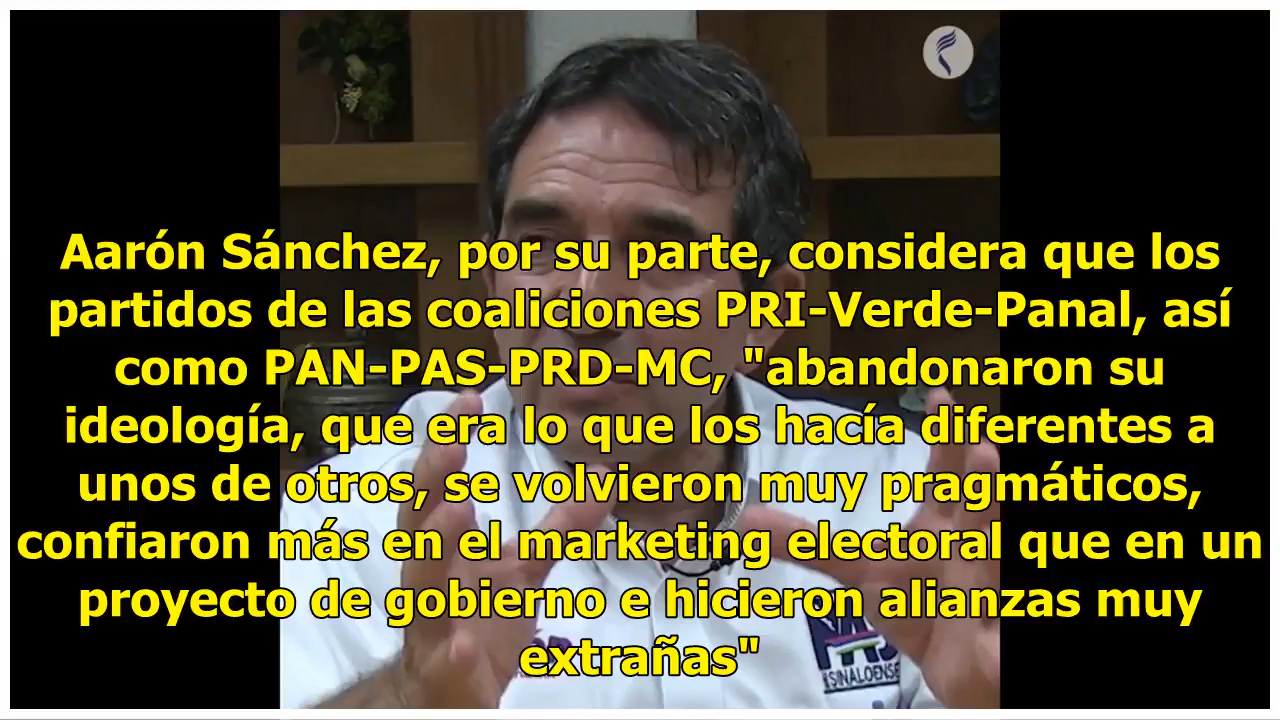 Aarón Sánchez, por su parte, considera que los
partidos de las coaliciones PRI-Verde-Panal, así
como PAN-PAS-PRD-MC, "abandonaron su
ideología, que era lo que los hacía diferentes a
unos de otros, se volvieron muy pragmáticos,
confiaron más en el marketing electoral que en un
proyecto de gobierno e hicieron alianzas muy
extrañas"
SINALOENSE